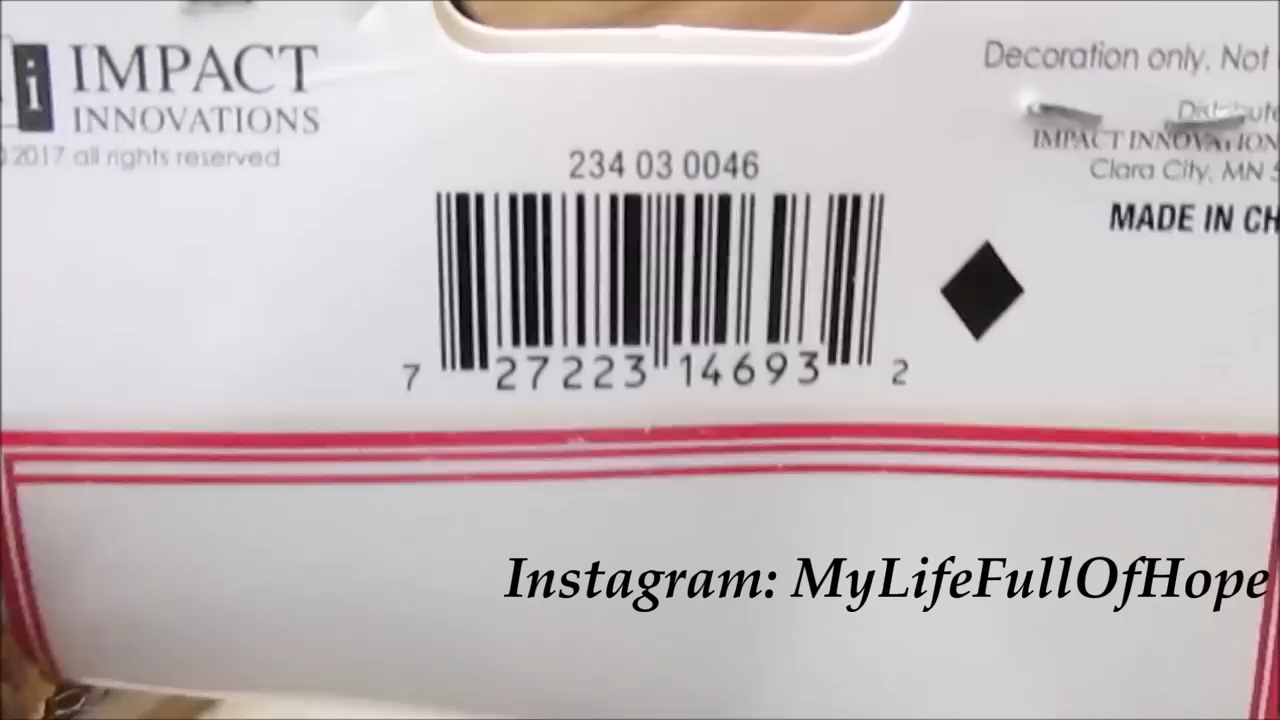 i IMPACT
INNOVATIONS
2017 all rights reserved
234 03 0046
7 27223 14693 2
Decoration only. Not
IMPACT
Clara City, MN
MADE IN CH
Instagram: MyLifeFullOfHope